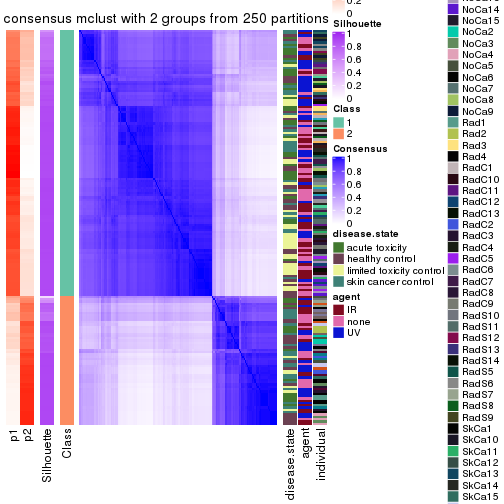 consensus mclust with 2 groups from 250 partitions
p1
p2
Silhouette
Class
disease.state
agent
individual
0.2
0
Silhouette
1
0.8
0.6
0.4
0.2
0
Class
1
2
Consensus
1
0.8
0.6
0.4
0.2
0
disease.state
acute toxicity
healthy control
limited toxicity control
skin cancer control
agent
IR
none
UV
NoCa14
NoCa15
NoCa2
NoCa3
NoCa4
NoCa5
NoCa6
NoCa7
NoCa8
NoCa9
Rad1
Rad2
Rad3
Rad4
RadC1
RadC10
RadC11
RadC12
RadC13
RadC2
RadC3
RadC4
RadC5
RadC6
RadC7
RadC8
RadC9
RadS10
RadS11
RadS12
RadS13
RadS14
RadS5
RadS6
RadS7
RadS8
RadS9
SkCa1
SkCa10
SkCa11
SkCa12
SkCa13
SkCa14
SkCa15